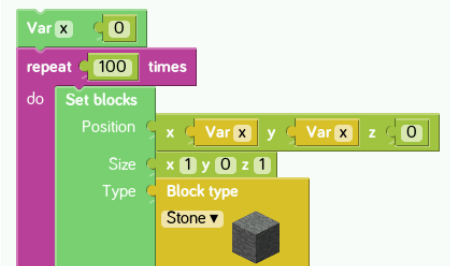 Var x 0
repeat 100 times
do Set blocks
Position x Var x y Var x z 0
Size x 1 y 0 z 1
Type Block type
Stone ▾